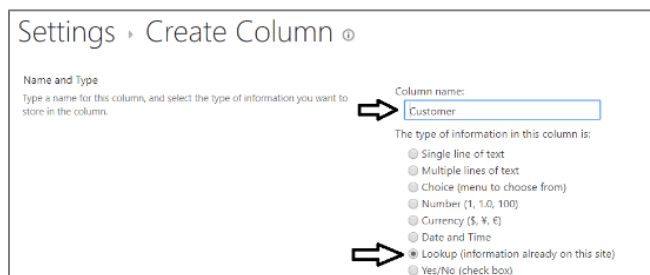 Settings › Create Column
Name and Type
Type a name for this column, and select the type of information you want to
store in the column.
Column name:
Customer
The type of information in this column is:
Single line of text
Multiple lines of text
Choice (menu to choose from)
Number (1, 1.0, 100)
Currency ($, ¥, €)
Date and Time
Lookup (information already on this site)
Yes/No (check box)